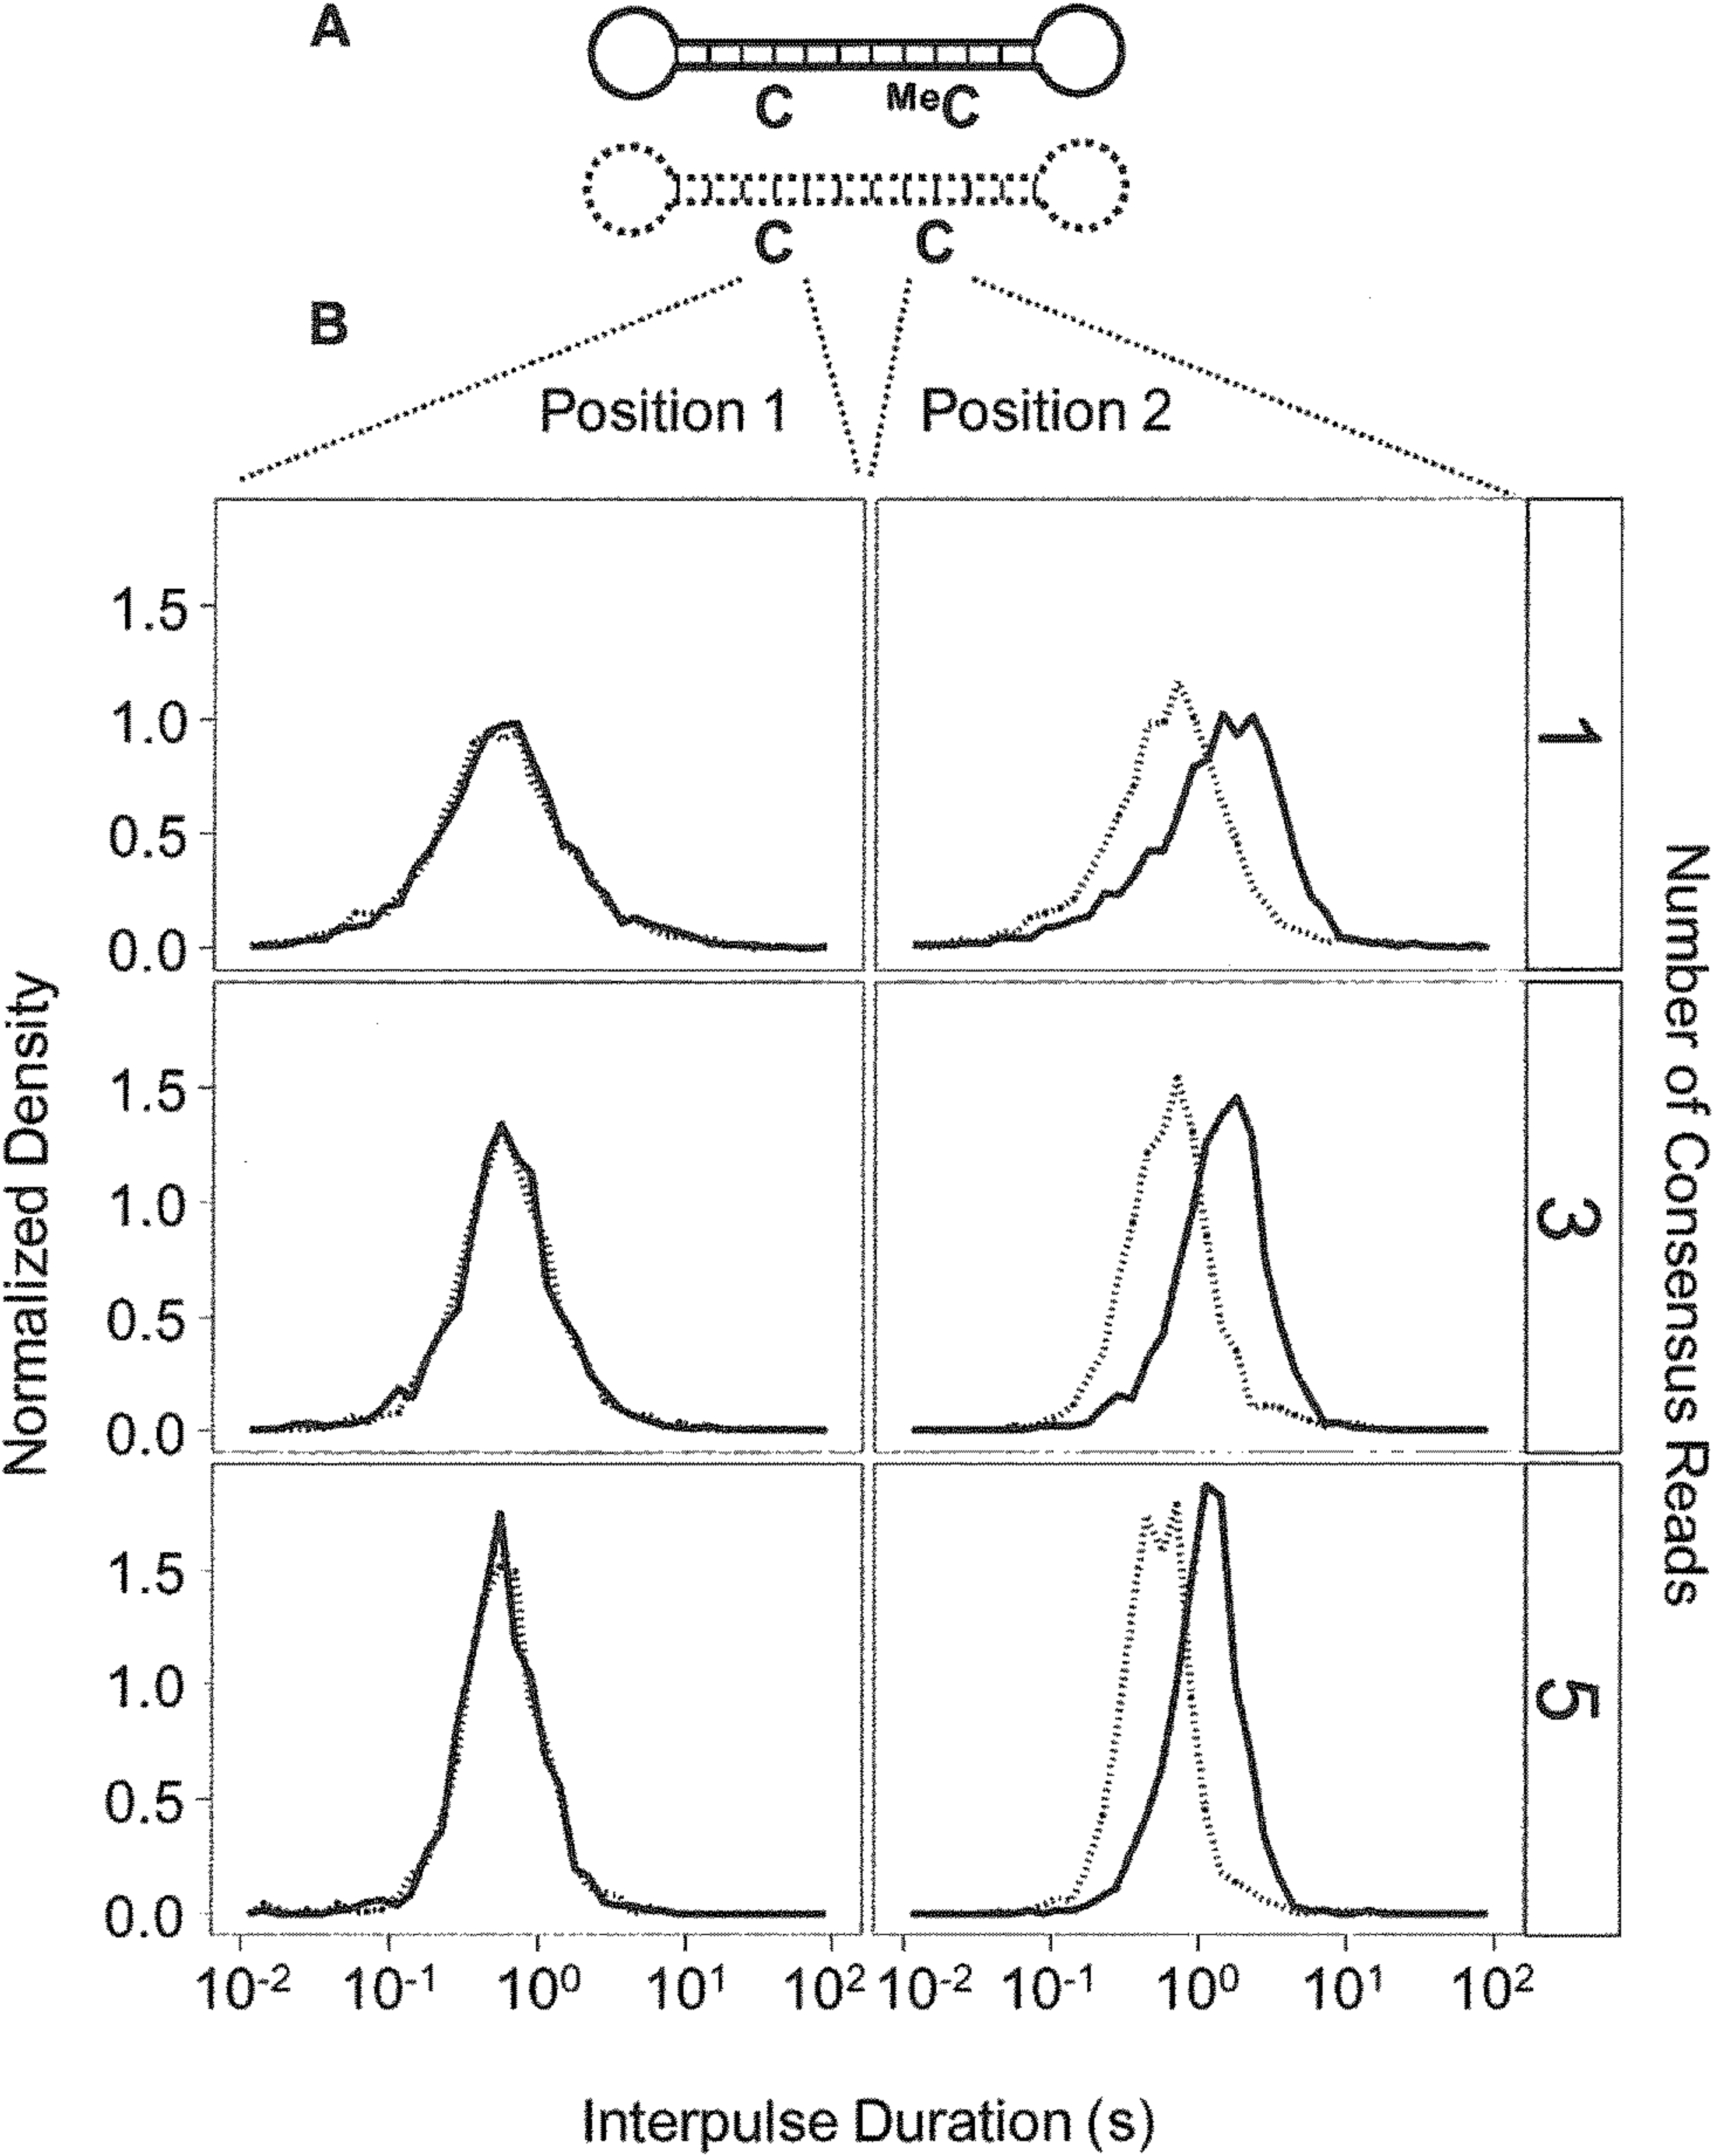 A
C MeC
C C
B
Position 1 Position 2
1.5
1.0
0.5
0.0
1
1.5
1.0
0.5
0.0
3
1.5
1.0
0.5
0.0
5
Normalized Density
Number of Consensus Reads
10-2 10-1 100 101 102 10-2 10-1 100 101 102
Interpulse Duration (s)